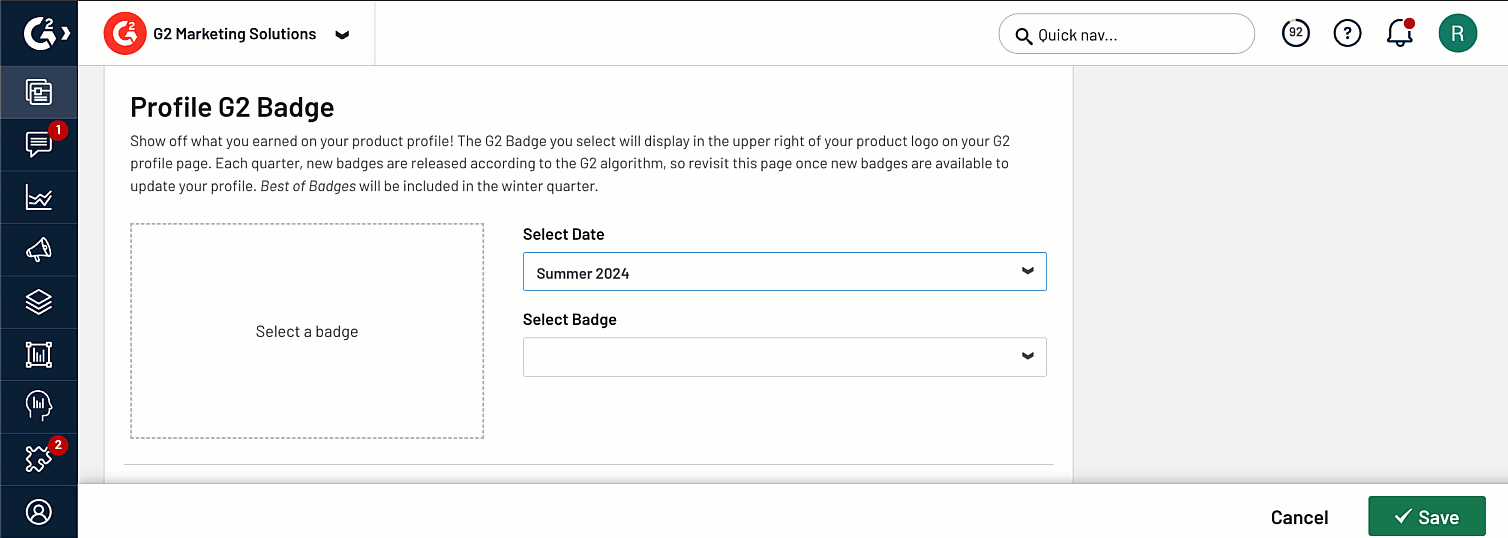 G2
G2 G2 Marketing Solutions
Quick nav...
92
?
R
1
2
Profile G2 Badge
Show off what you earned on your product profile! The G2 Badge you select will display in the upper right of your product logo on your G2
profile page. Each quarter, new badges are released according to the G2 algorithm, so revisit this page once new badges are available to
update your profile. Best of Badges will be included in the winter quarter.
Select a badge
Select Date
Summer 2024
Select Badge
Cancel
Save